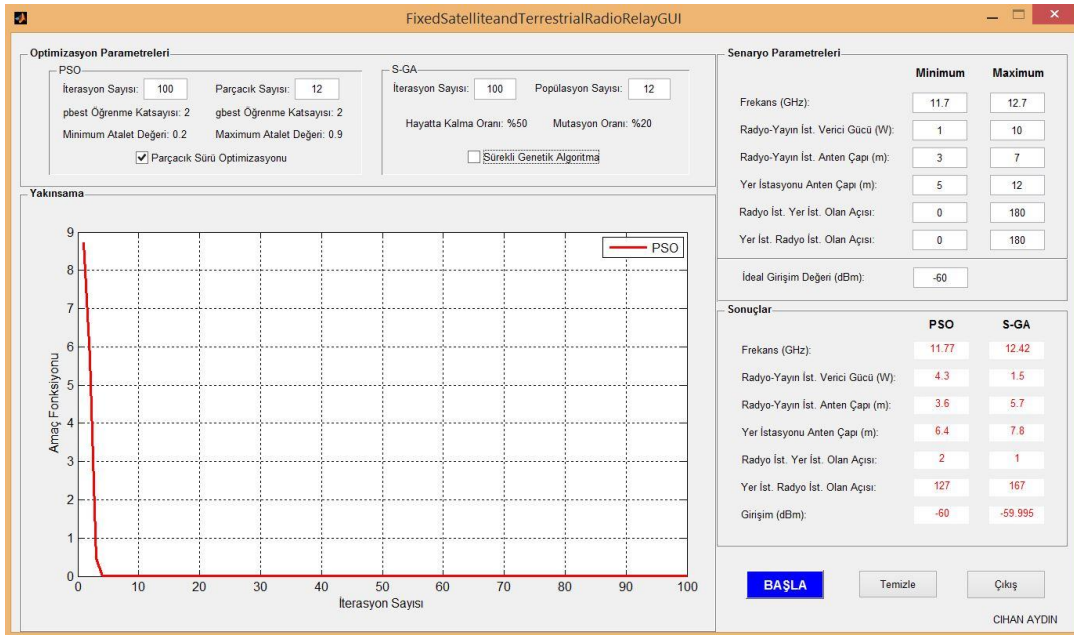 FixedSatelliteandTerrestrialRadioRelayGUI
Optimizasyon Parametreleri
PSO
İterasyon Sayısı: 100 Parçacık Sayısı: 12
pbest Öğrenme Katsayısı: 2 gbest Öğrenme Katsayısı: 2
Minimum Atalet Değeri: 0.2 Maximum Atalet Değeri: 0.9
Parçacık Sürü Optimizasyonu
S-GA
İterasyon Sayısı: 100 Popülasyon Sayısı: 12
Hayatta Kalma Oranı: %50 Mutasyon Oranı: %20
Sürekli Genetik Algoritma
Yakınsama
PSO
Amaç Fonksiyonu
9
8
7
6
5
4
3
2
1
0
0 10 20 30 40 50 60 70 80 90 100
İterasyon Sayısı
Senaryo Parametreleri
Minimum Maximum
Frekans (GHz): 11.7 12.7
Radyo-Yayın İst. Verici Gücü (W): 1 10
Radyo-Yayın İst. Anten Çapı (m): 3 7
Yer İstasyonu Anten Çapı (m): 5 12
Radyo İst. Yer İst. Olan Açısı: 0 180
Yer İst. Radyo İst. Olan Açısı: 0 180
İdeal Girişim Değeri (dBm): -60
Sonuçlar
PSO S-GA
Frekans (GHz): 11.77 12.42
Radyo-Yayın İst. Verici Gücü (W): 4.3 1.5
Radyo-Yayın İst. Anten Çapı (m): 3.6 5.7
Yer İstasyonu Anten Çapı (m): 6.4 7.8
Radyo İst. Yer İst. Olan Açısı: 2 1
Yer İst. Radyo İst. Olan Açısı: 127 167
Girişim (dBm): -60 -59.995
BAŞLA Temizle Çıkış
CIHAN AYDIN